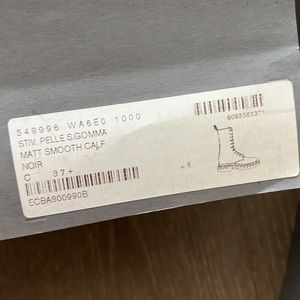 549996 WA6E0 1000
STIV. PELLE S.GOMMA
MATT SMOOTH CALF
NOIR
C 37+
ECBA800990B